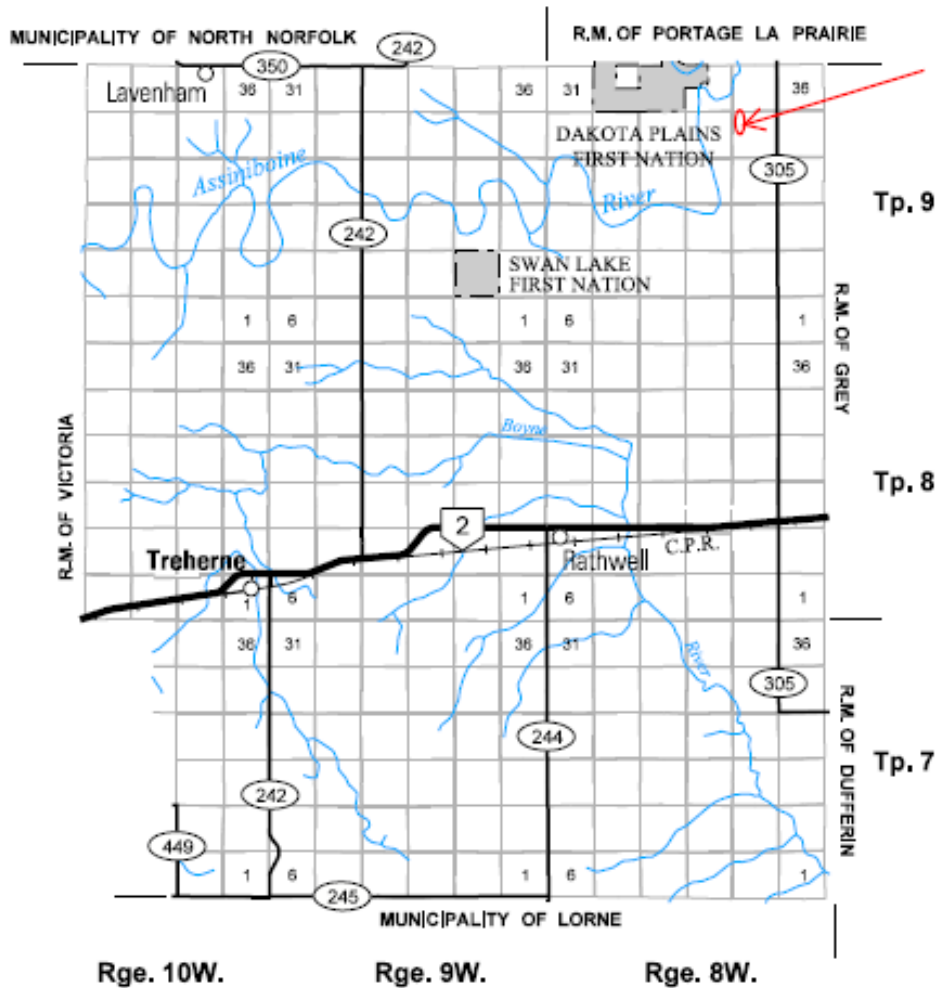 MUNICIPALITY OF NORTH NORFOLK
242
R.M. OF PORTAGE LA PRAIRIE
350
Lavenham
36 31
36 31
36
DAKOTA PLAINS
FIRST NATION
305
Assiniboine
River
Tp. 9
242
SWAN LAKE
FIRST NATION
1 6
1 6
1
R.M. OF GREY
36 31
36 31
36
R.M. OF VICTORIA
Boyne
Tp. 8
2
C.P.R.
Treherne
Rathwell
1 6
1 6
1
36 31
36 31
36
River
305
R.M. OF DUFFERIN
244
Tp. 7
242
449
1 6
1 6
1
245
MUNICIPALITY OF LORNE
Rge. 10W.
Rge. 9W.
Rge. 8W.